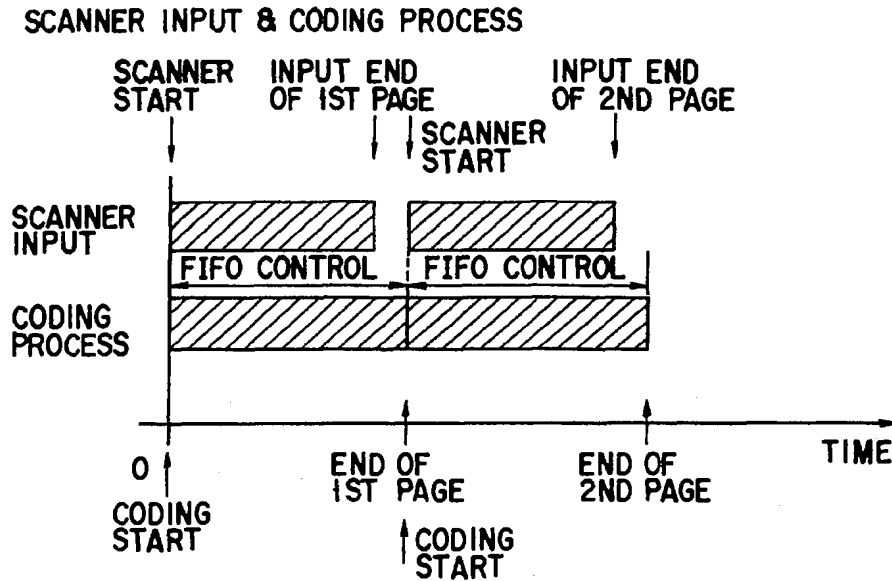 SCANNER INPUT & CODING PROCESS
SCANNER
START
INPUT END
OF 1ST PAGE
SCANNER
START
INPUT END
OF 2ND PAGE
SCANNER
INPUT
FIFO CONTROL
FIFO CONTROL
CODING
PROCESS
TIME
0
CODING
START
END OF
1ST PAGE
CODING
START
END OF
2ND PAGE